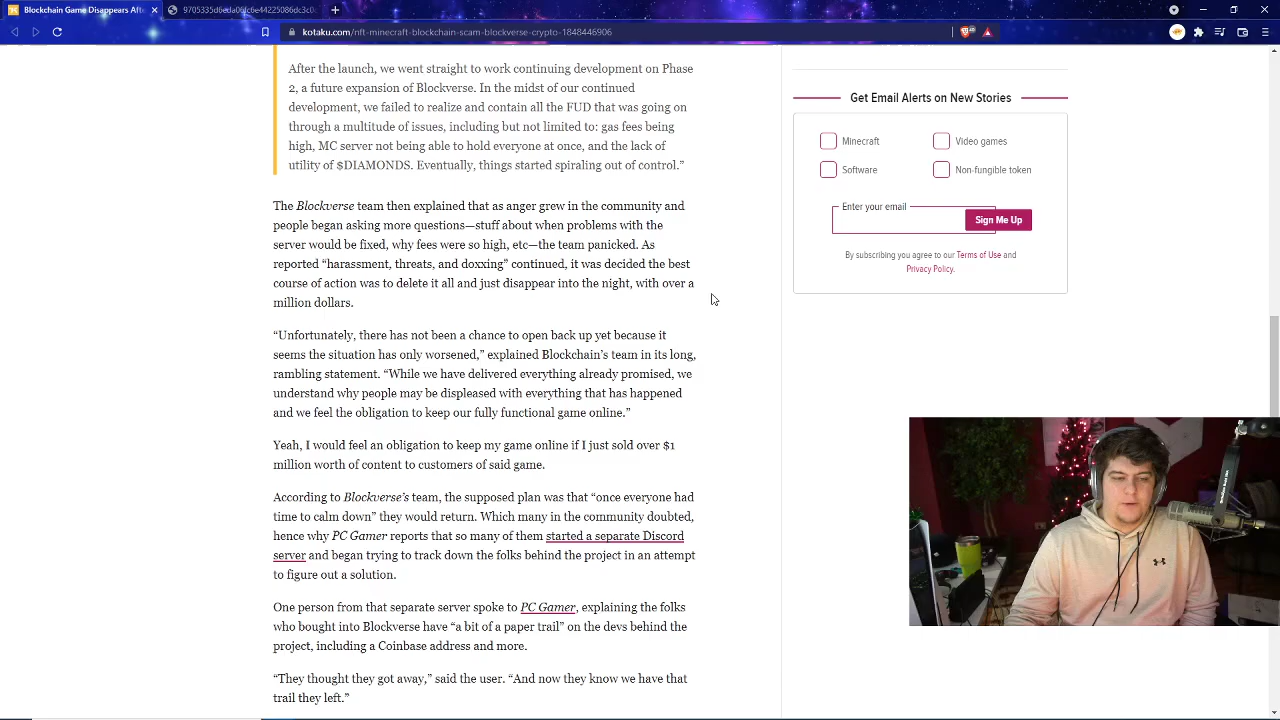 Blockchain Game Disappears Afte
9705335d6eda06fc6e44225086dc3c0
kotaku.com/nft-minecraft-blockchain-scam-blockverse-crypto-1848446906
After the launch, we went straight to work continuing development on Phase
2, a future expansion of Blockverse. In the midst of our continued
development, we failed to realize and contain all the FUD that was going on
through a multitude of issues, including but not limited to: gas fees being
high, MC server not being able to hold everyone at once, and the lack of
utility of $DIAMONDS. Eventually, things started spiraling out of control.”
The Blockverse team then explained that as anger grew in the community and
people began asking more questions—stuff about when problems with the
server would be fixed, why fees were so high, etc—the team panicked. As
reported “harassment, threats, and doxxing” continued, it was decided the best
course of action was to delete it all and just disappear into the night, with over a
million dollars.
“Unfortunately, there has not been a chance to open back up yet because it
seems the situation has only worsened,” explained Blockchain’s team in its long,
rambling statement. “While we have delivered everything already promised, we
understand why people may be displeased with everything that has happened
and we feel the obligation to keep our fully functional game online.”
Yeah, I would feel an obligation to keep my game online if I just sold over $1
million worth of content to customers of said game.
According to Blockverse’s team, the supposed plan was that “once everyone had
time to calm down” they would return. Which many in the community doubted,
hence why PC Gamer reports that so many of them started a separate Discord
server and began trying to track down the folks behind the project in an attempt
to figure out a solution.
One person from that separate server spoke to PC Gamer, explaining the folks
who bought into Blockverse have “a bit of a paper trail” on the devs behind the
project, including a Coinbase address and more.
“They thought they got away,” said the user. “And now they know we have that
trail they left.”
Get Email Alerts on New Stories
Minecraft
Video games
Software
Non-fungible token
Enter your email
Sign Me Up
By subscribing you agree to our Terms of Use and
Privacy Policy.